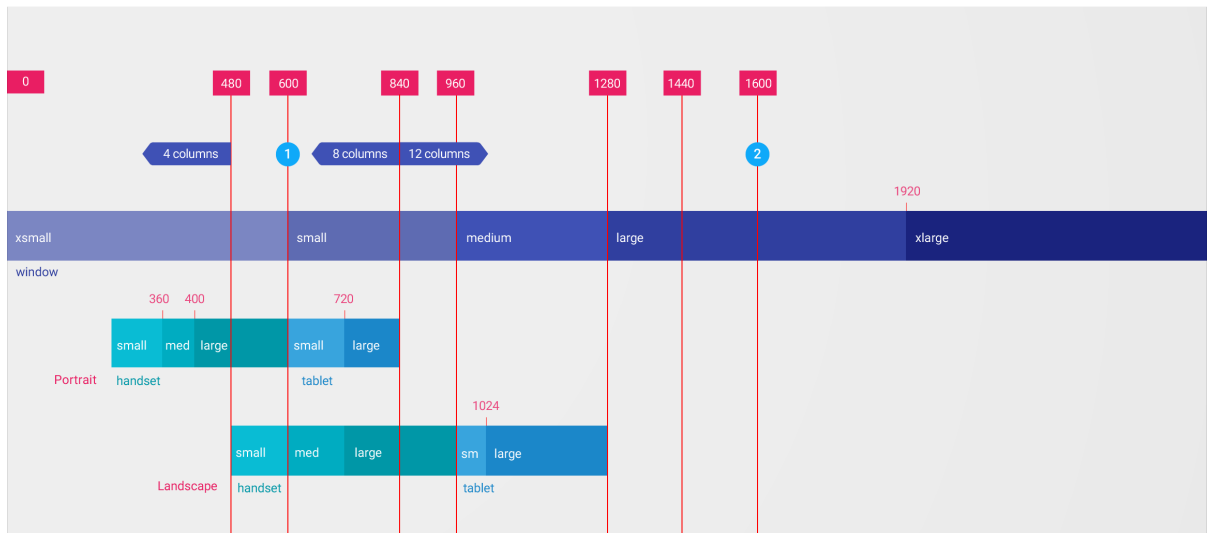 0 480 600 840 960 1280 1440 1600
4 columns 1 8 columns 12 columns 2
1920
xsmall small medium large xlarge
window
360 400 720
small med large small large
Portrait handset tablet
1024
small med large sm large
Landscape handset tablet